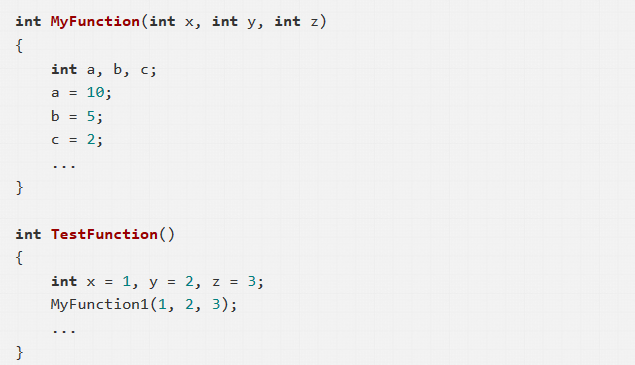 int MyFunction(int x, int y, int z)
{
    int a, b, c;
    a = 10;
    b = 5;
    c = 2;
    ...
}

int TestFunction()
{
    int x = 1, y = 2, z = 3;
    MyFunction1(1, 2, 3);
    ...
}